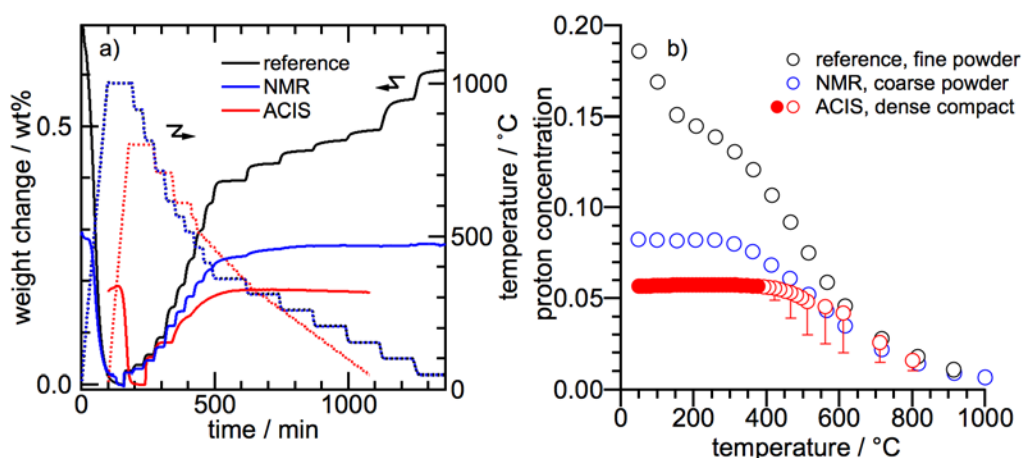 a)
reference
NMR
ACIS
0.5
0.0
weight change / wt%
0
500
1000
time / min
1000
500
0
temperature / ˚C
b)
reference, fine powder
NMR, coarse powder
ACIS, dense compact
0.20
0.15
0.10
0.05
0.00
proton concentration
0
200
400
600
800
1000
temperature / ˚C